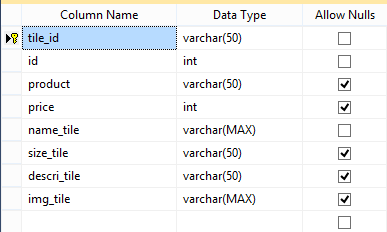 Column Name Data Type Allow Nulls
tile_id varchar(50)
id int
product varchar(50)
price int
name_tile varchar(MAX)
size_tile varchar(50)
descri_tile varchar(50)
img_tile varchar(MAX)